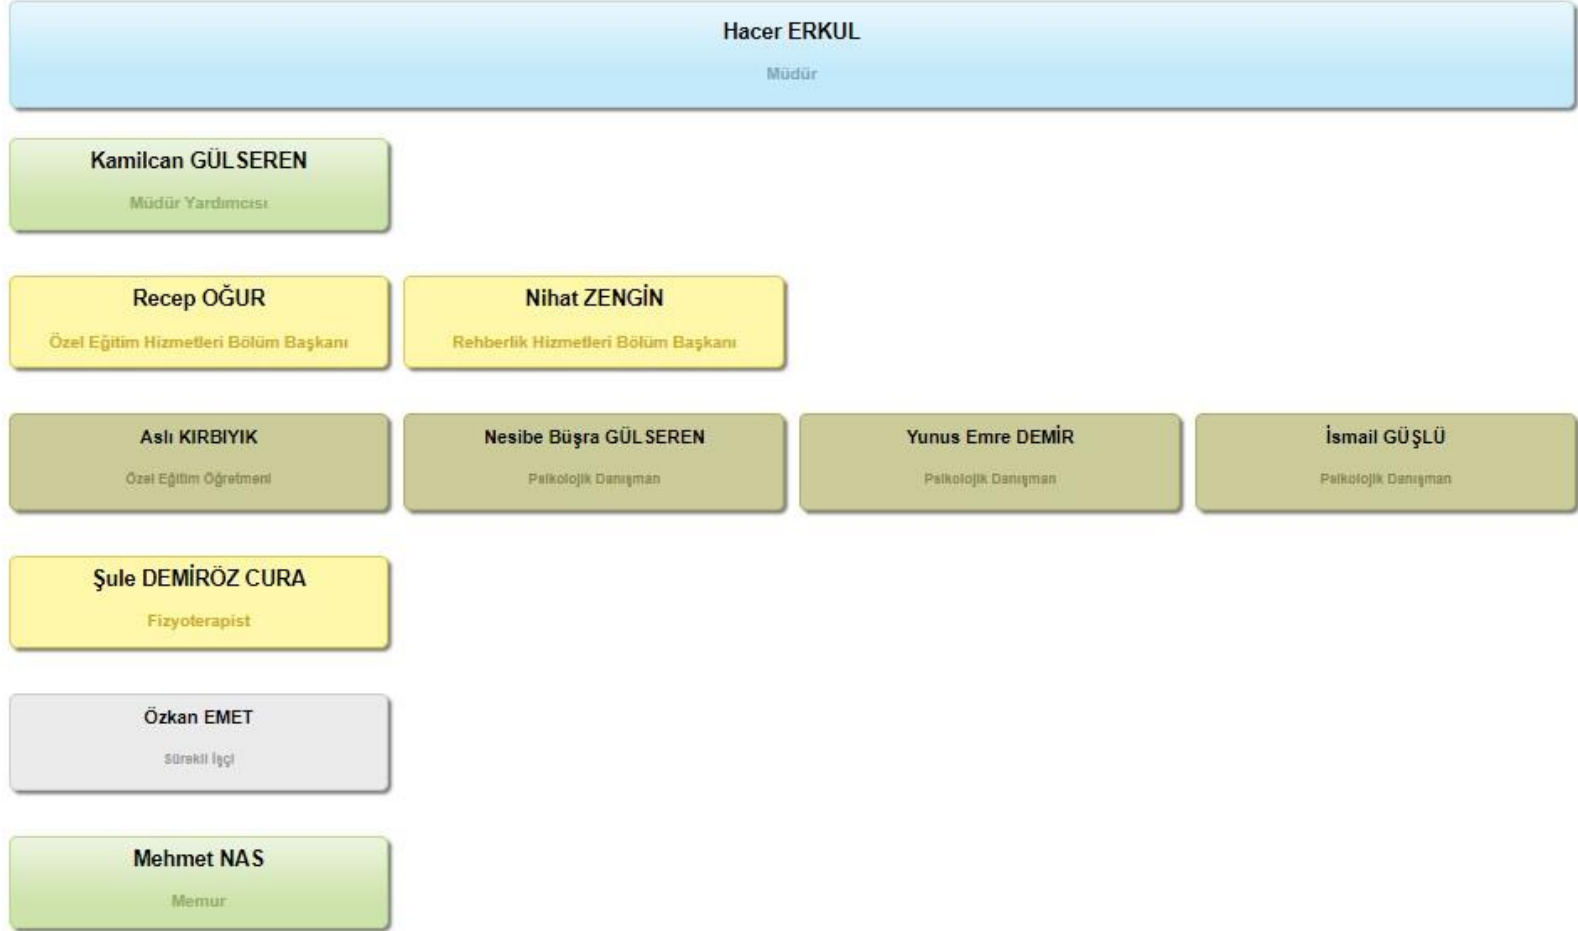 Hacer ERKUL
Müdür
Kamilcan GÜLSEREN
Müdür Yardımcısı
Recep OĞUR
Özel Eğitim Hizmetleri Bölüm Başkanı
Nihat ZENGİN
Rehberlik Hizmetleri Bölüm Başkanı
Aslı KIRBIYIK
Özel Eğitim Öğretmeni
Nesibe Büşra GÜLSEREN
Psikolojik Danışman
Yunus Emre DEMİR
Psikolojik Danışman
İsmail GÜŞLÜ
Psikolojik Danışman
Şule DEMİRÖZ CURA
Fizyoterapist
Özkan EMET
Sürekli İşçi
Mehmet NAS
Memur